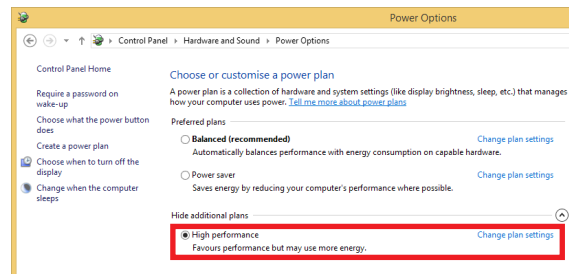 Power Options
Control Panel ▸ Hardware and Sound ▸ Power Options
Control Panel Home
Require a password on
wake-up
Choose what the power button
does
Create a power plan
Choose when to turn off the
display
Change when the computer
sleeps
Choose or customise a power plan
A power plan is a collection of hardware and system settings (like display brightness, sleep, etc.) that manages
how your computer uses power. Tell me more about power plans
Preferred plans
Balanced (recommended) Change plan settings
Automatically balances performance with energy consumption on capable hardware.
Power saver Change plan settings
Saves energy by reducing your computer's performance where possible.
Hide additional plans
High performance Change plan settings
Favours performance but may use more energy.